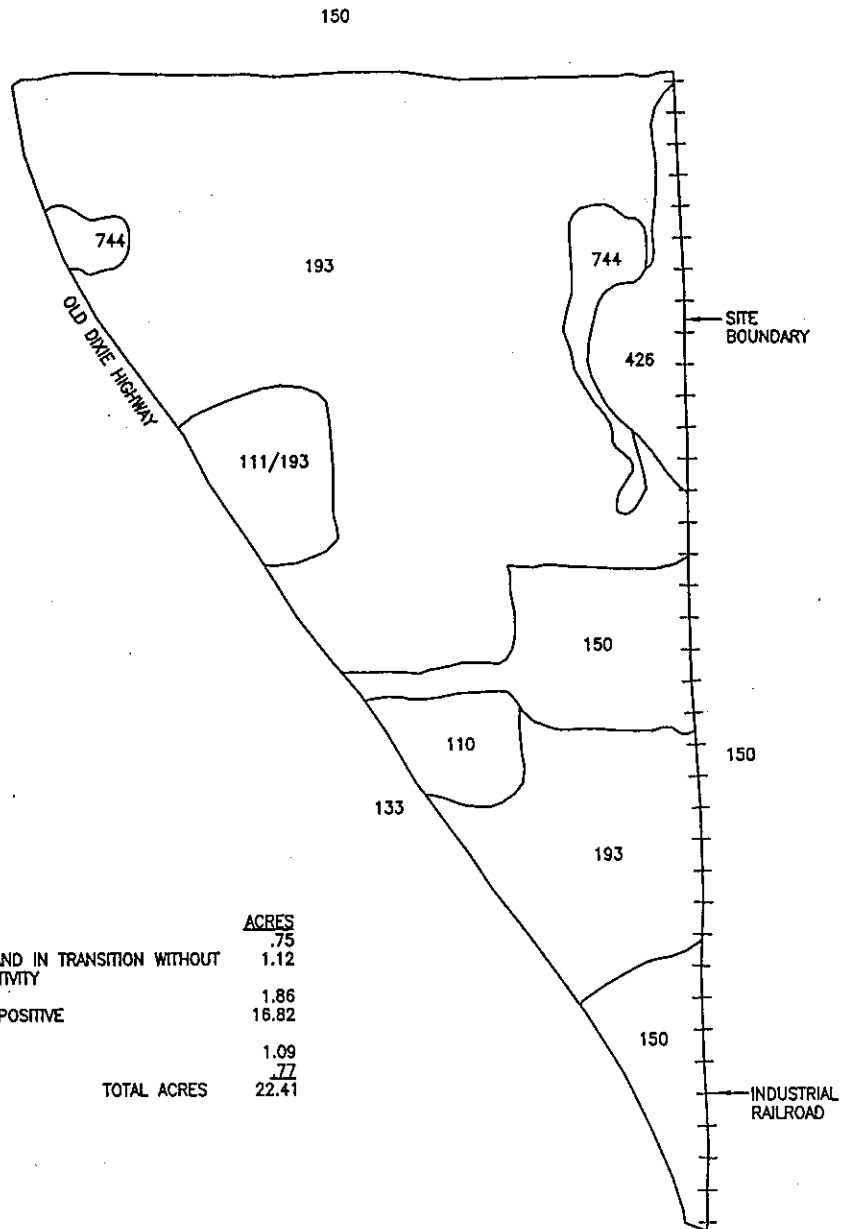 150
744
193
744
SITE
BOUNDARY
OLD DIXIE HIGHWAY
426
111/193
150
110
150
133
193
ACRES
.75
AND IN TRANSITION WITHOUT 1.12
TIVITY
1.86
POSITIVE 16.82
1.09
.77
TOTAL ACRES 22.41
150
INDUSTRIAL
RAILROAD